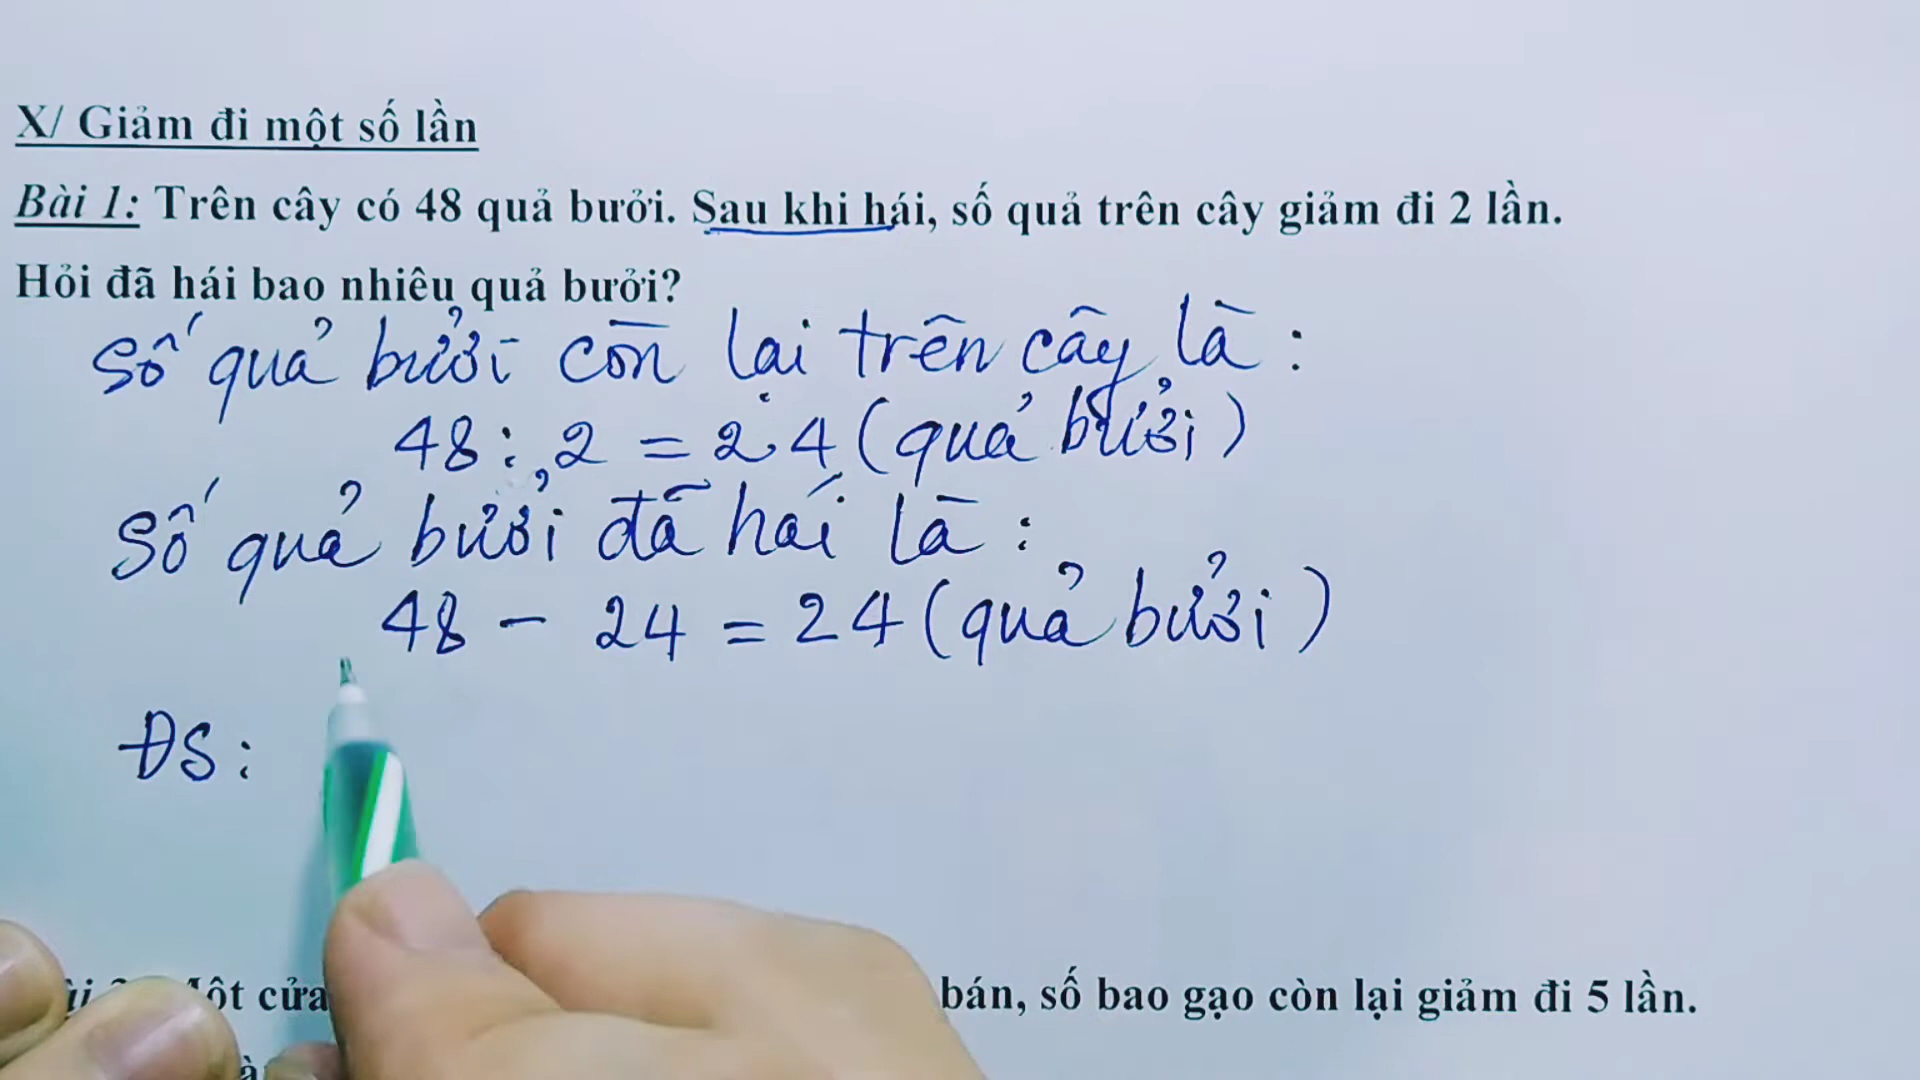 X/ Giảm đi một số lần
Bài 1: Trên cây có 48 quả bưởi. Sau khi hái, số quả trên cây giảm đi 2 lần.
Hỏi đã hái bao nhiêu quả bưởi?
Số quả bưởi còn lại trên cây là :
48 : 2 = 24 (quả bưởi)
Số quả bưởi đã hái là :
48 - 24 = 24 (quả bưởi)
ĐS :
Một cửa bán, số bao gạo còn lại giảm đi 5 lần.